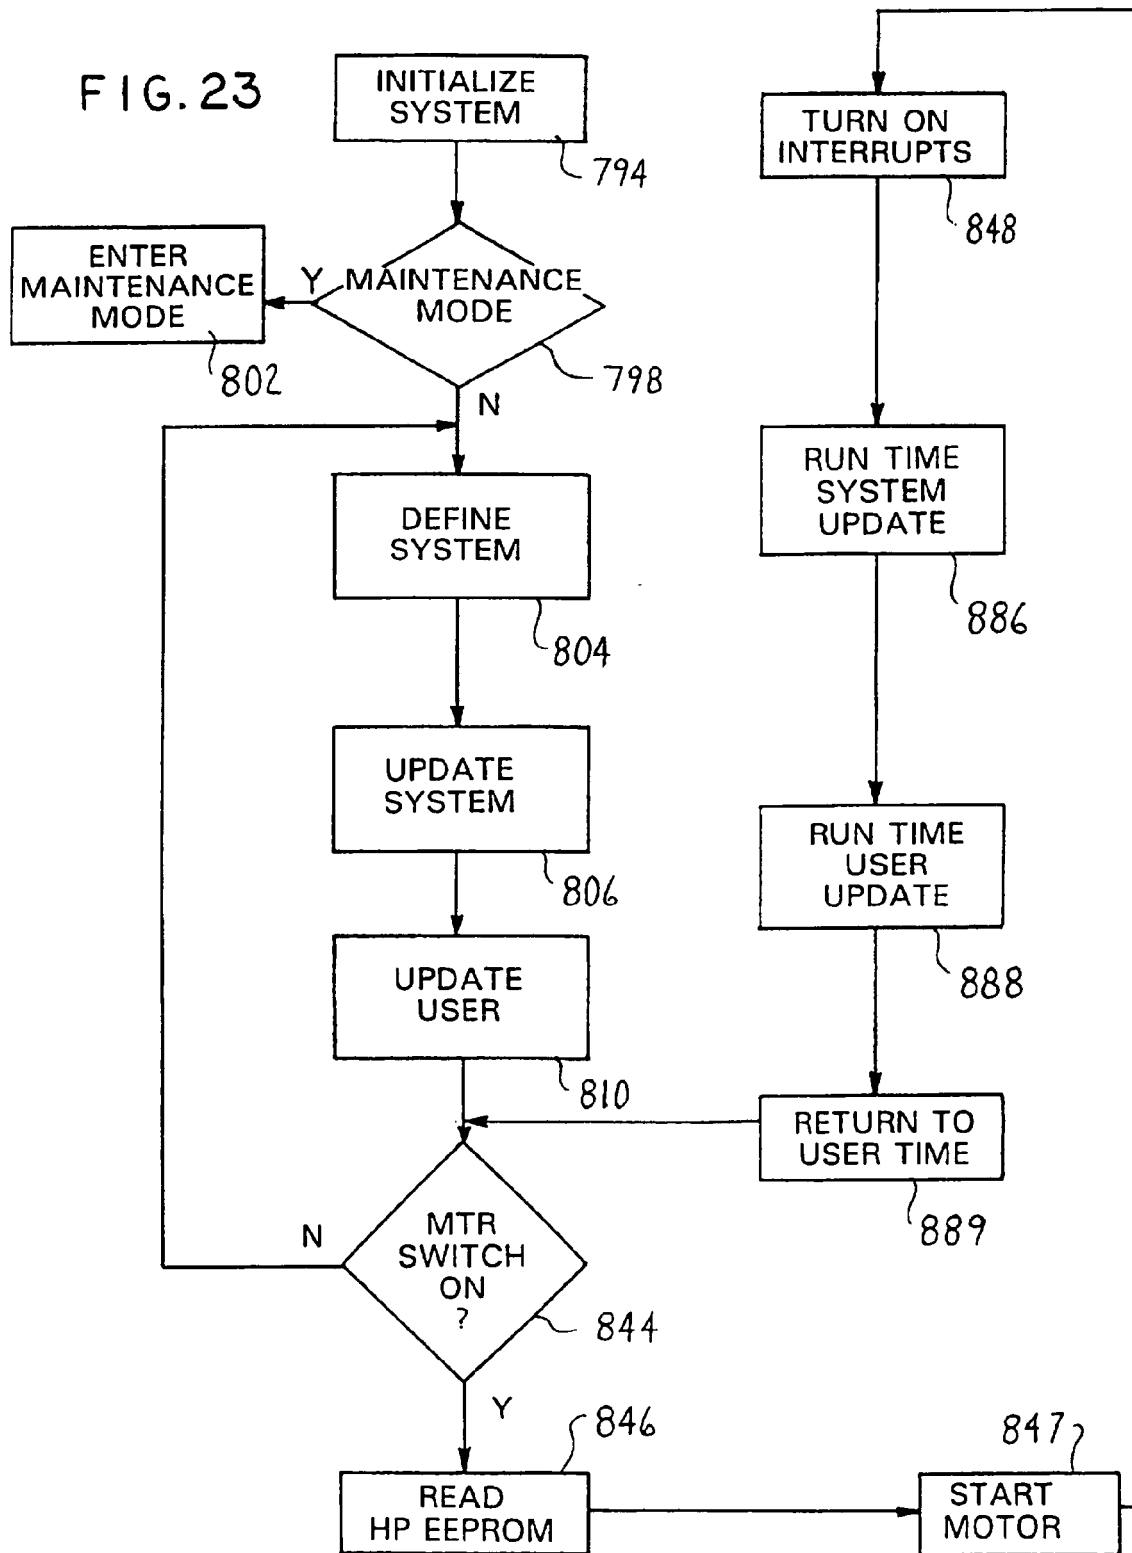 FIG. 23
INITIALIZE
SYSTEM
794
MAINTENANCE
MODE
798
Y
ENTER
MAINTENANCE
MODE
802
N
DEFINE
SYSTEM
804
UPDATE
SYSTEM
806
UPDATE
USER
810
MTR
SWITCH
ON
?
844
N
Y
READ
HP EEPROM
846
START
MOTOR
847
TURN ON
INTERRUPTS
848
RUN TIME
SYSTEM
UPDATE
886
RUN TIME
USER
UPDATE
888
RETURN TO
USER TIME
889